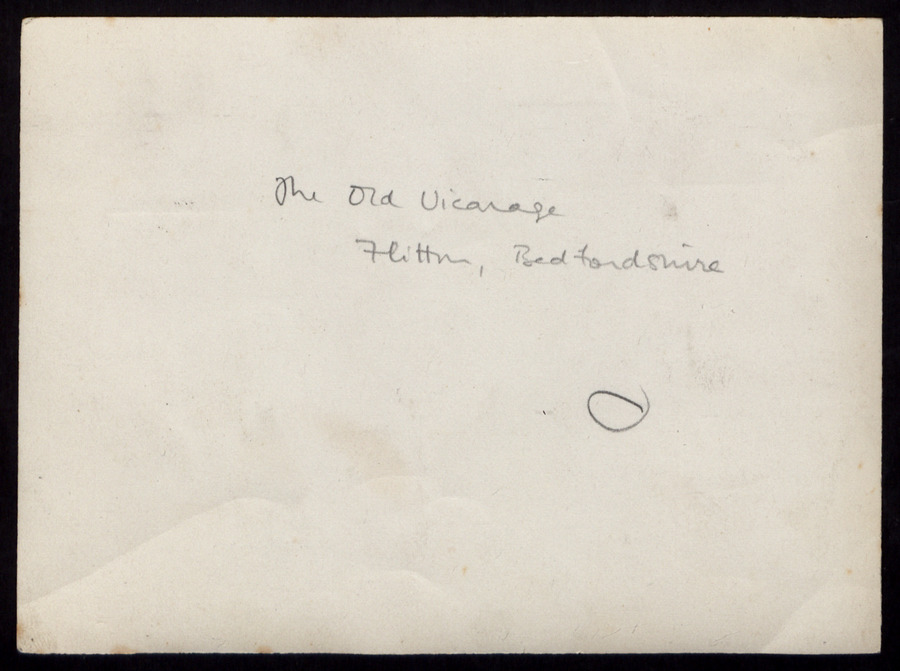 The Old Vicarage
Flitton, Bedfordshire